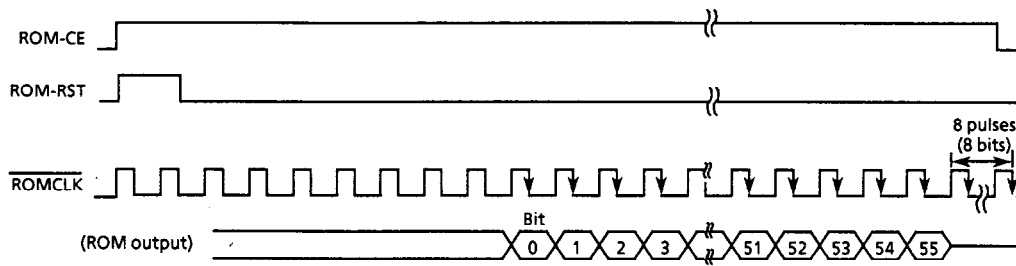 ROM-CE
ROM-RST
8 pulses
(8 bits)
ROMCLK
Bit
(ROM output)
0 1 2 3 51 52 53 54 55